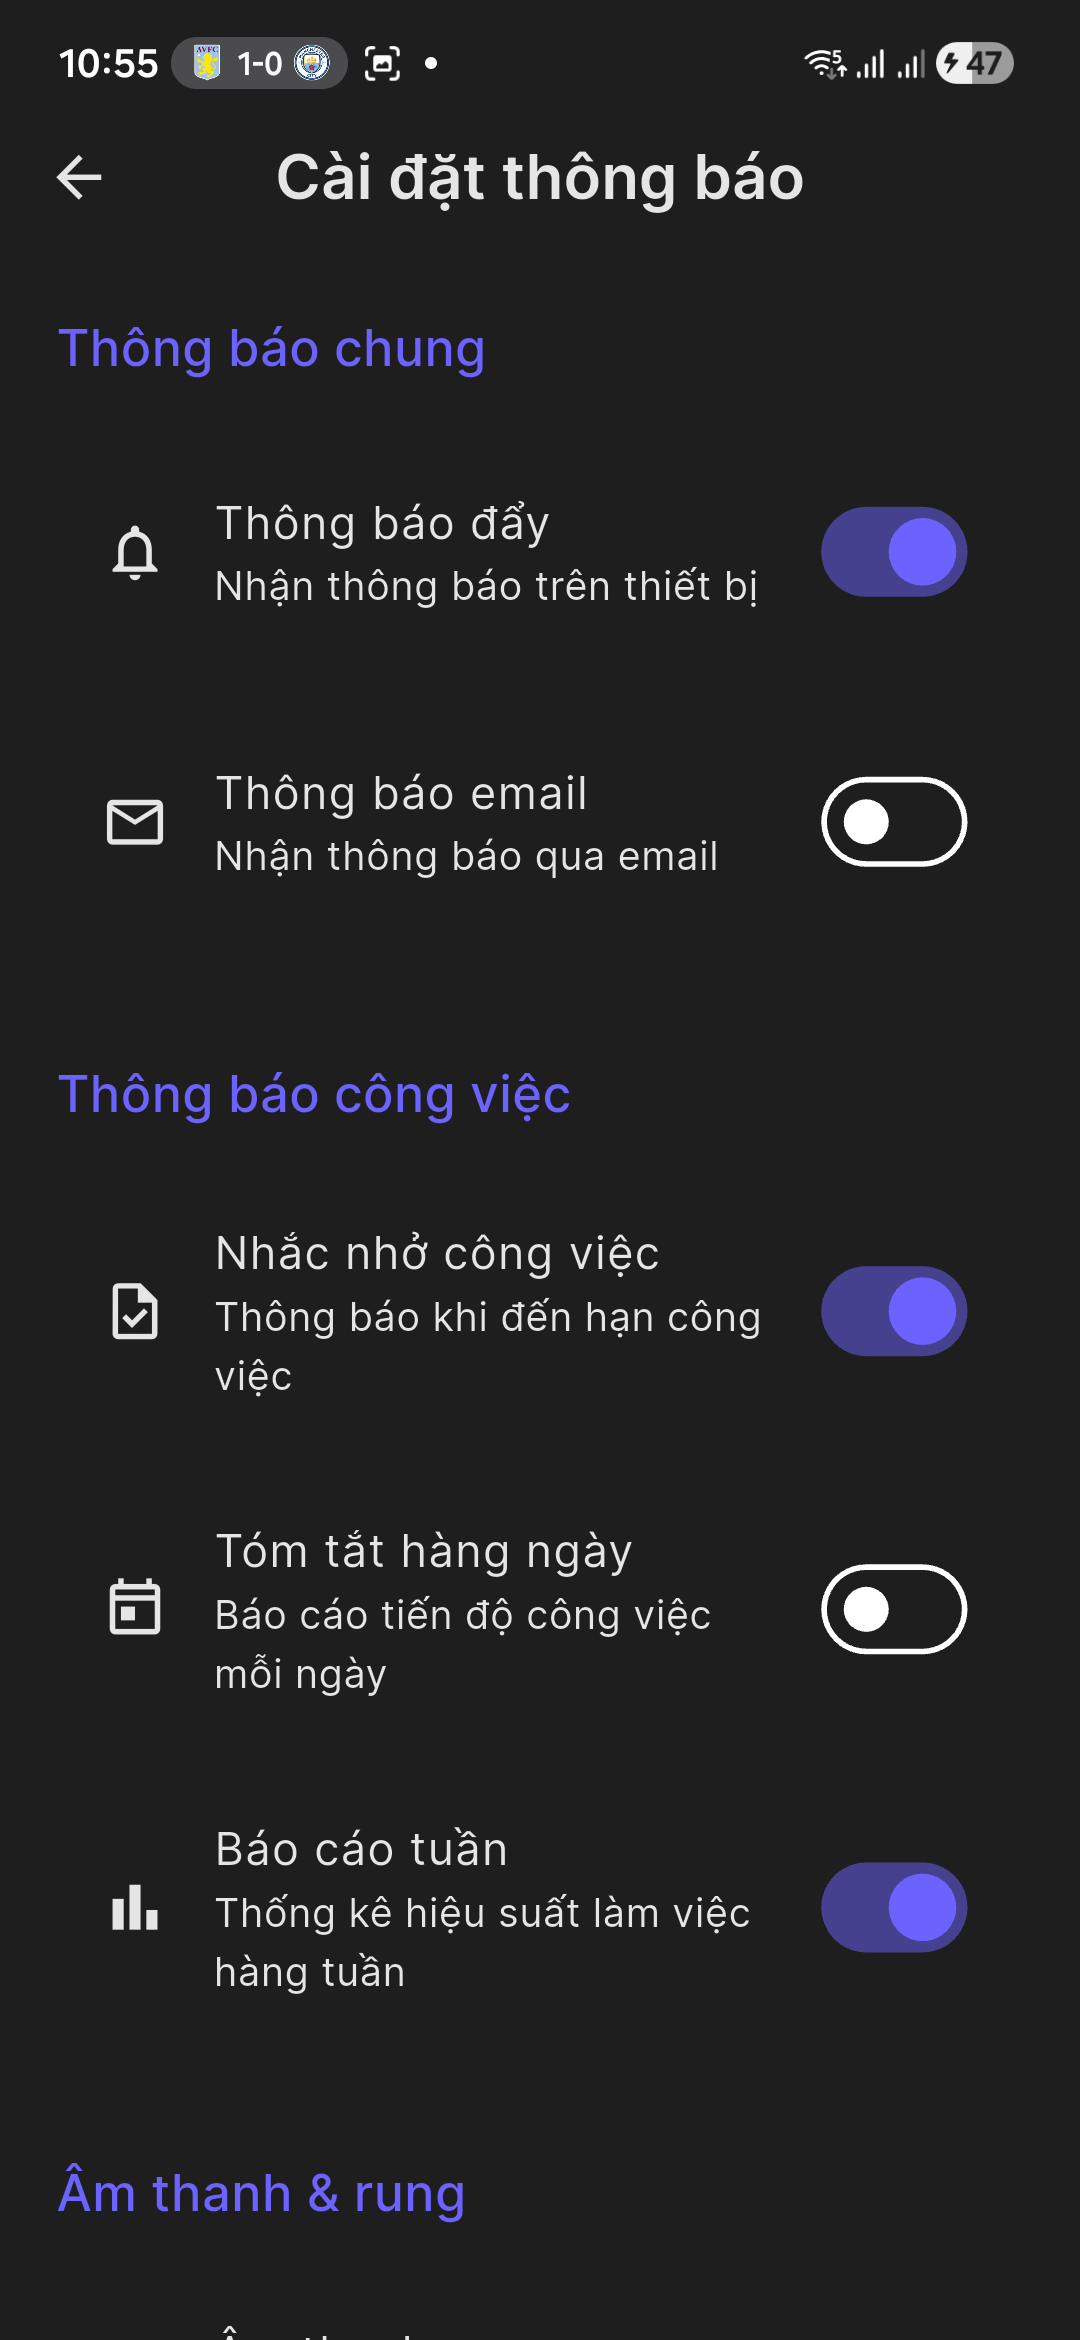 10:55 AVFC 1-0 5 47
Cài đặt thông báo
Thông báo chung
Thông báo đẩy
Nhận thông báo trên thiết bị
Thông báo email
Nhận thông báo qua email
Thông báo công việc
Nhắc nhở công việc
Thông báo khi đến hạn công
việc
Tóm tắt hàng ngày
Báo cáo tiến độ công việc
mỗi ngày
Báo cáo tuần
Thống kê hiệu suất làm việc
hàng tuần
Âm thanh & rung